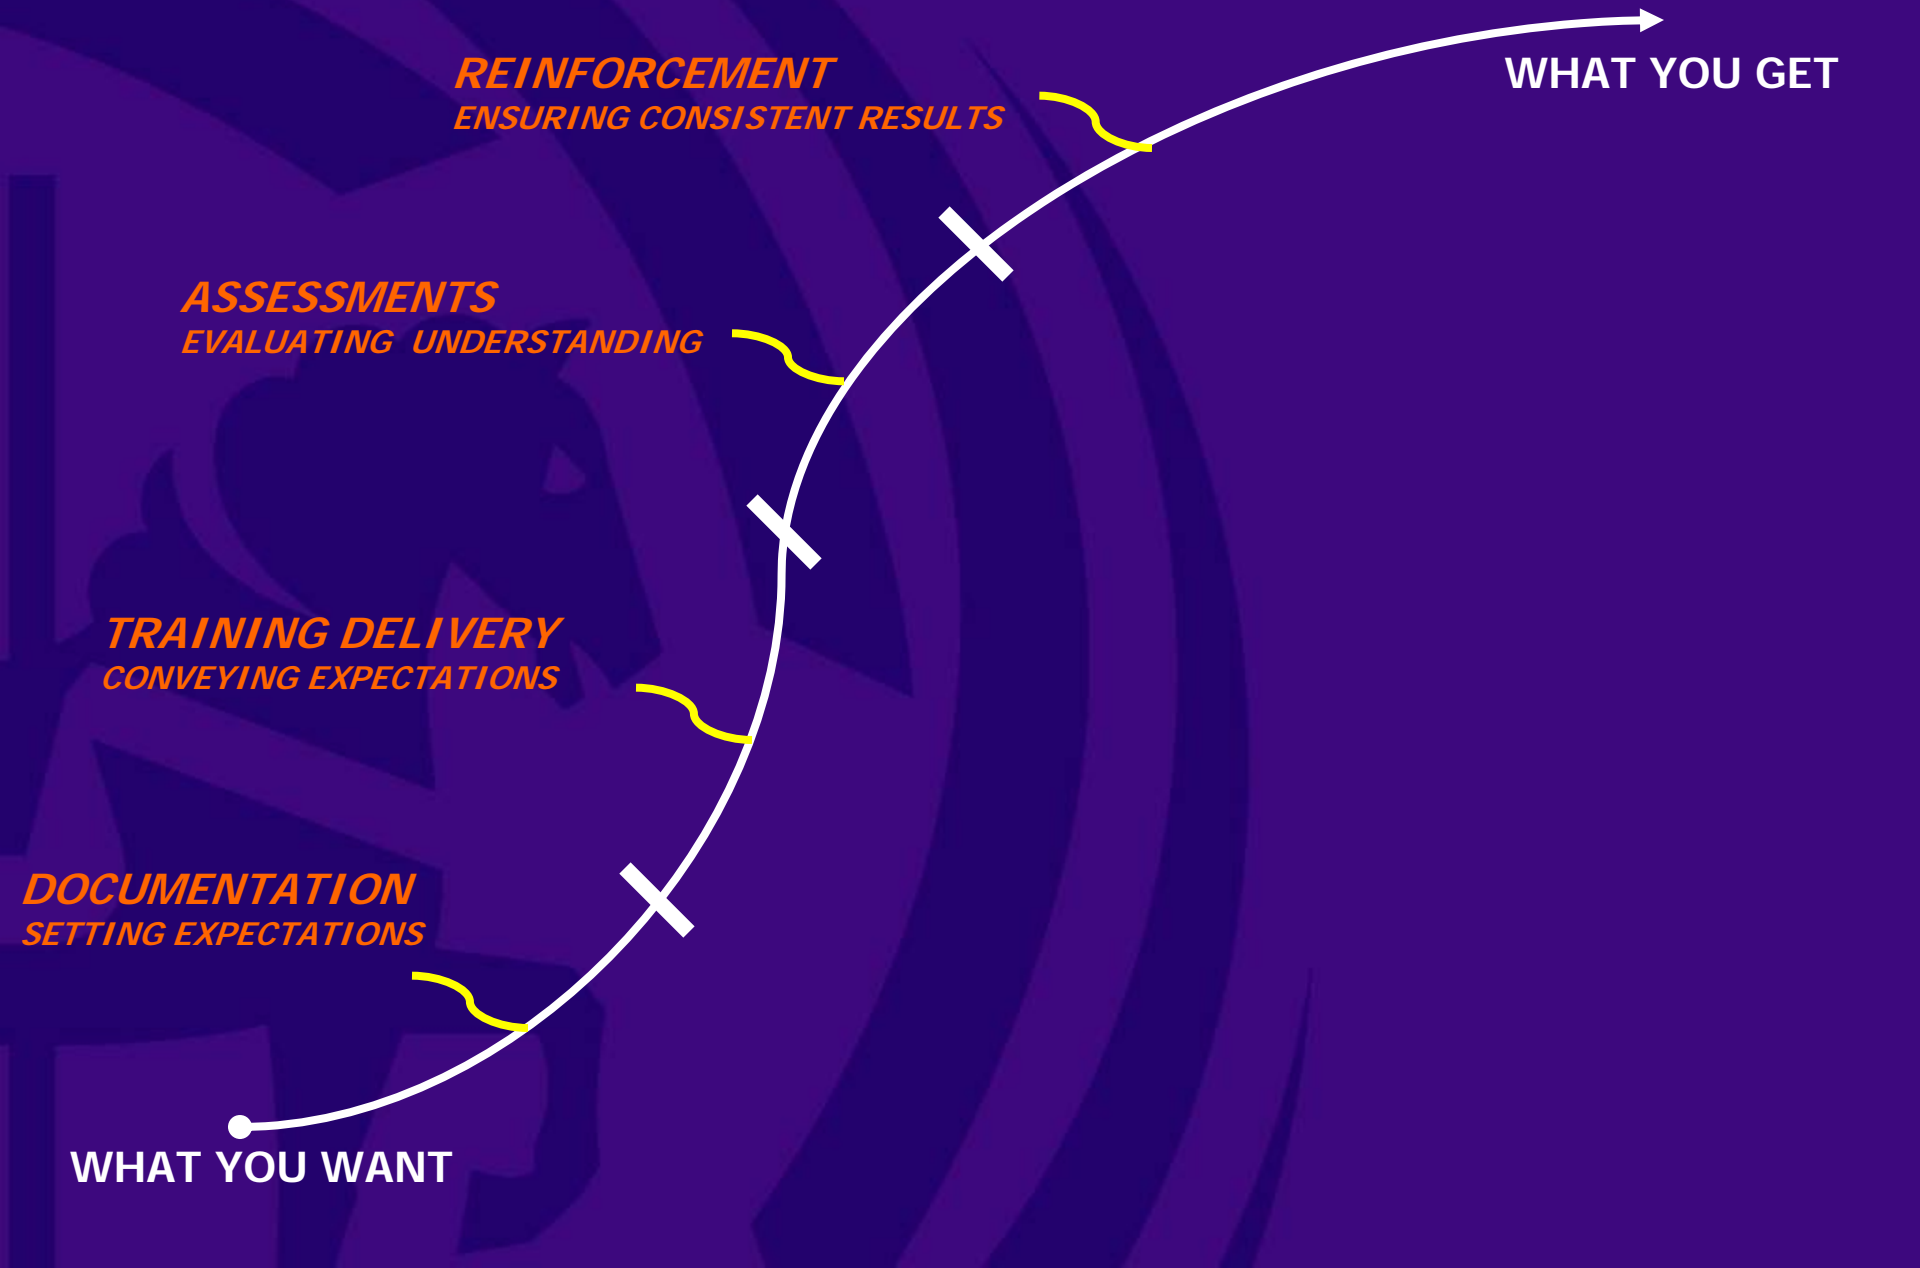 REINFORCEMENT
ENSURING CONSISTENT RESULTS
WHAT YOU GET
ASSESSMENTS
EVALUATING UNDERSTANDING
TRAINING DELIVERY
CONVEYING EXPECTATIONS
DOCUMENTATION
SETTING EXPECTATIONS
WHAT YOU WANT